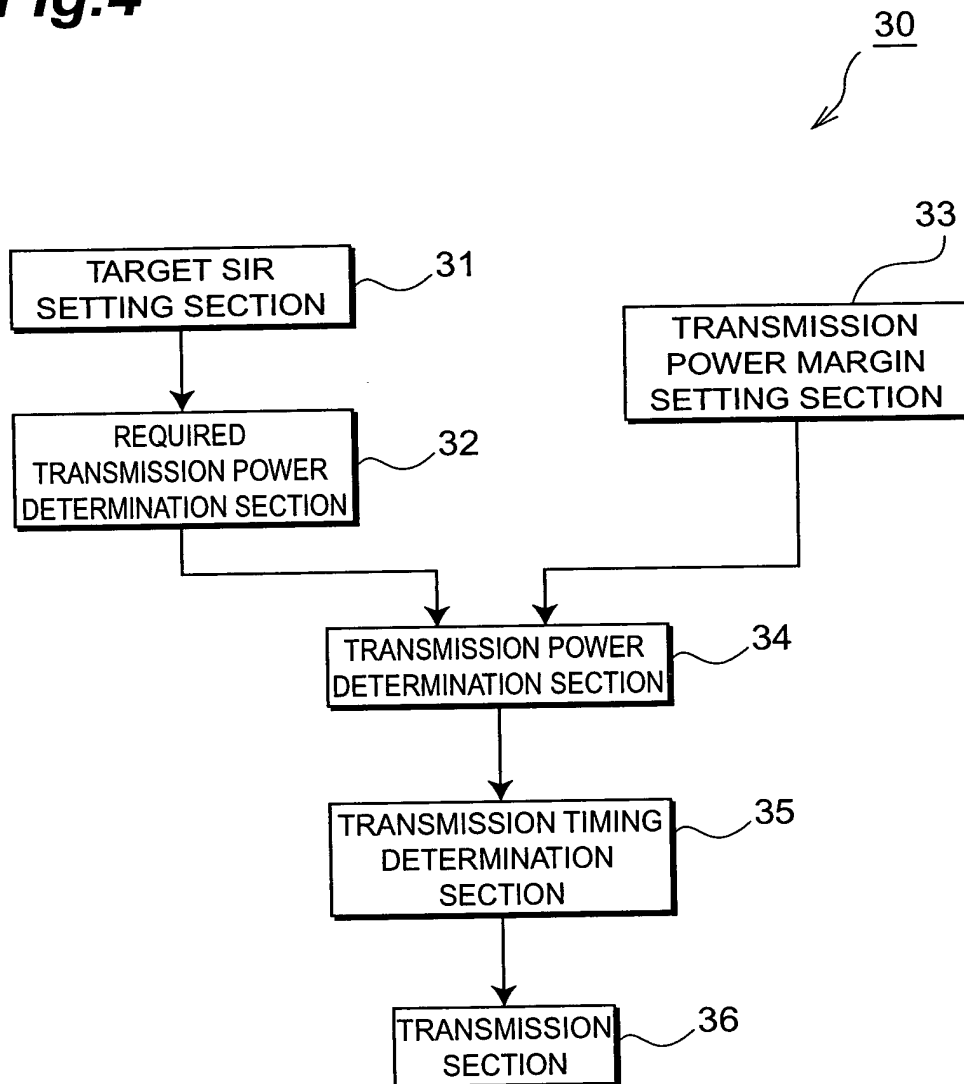 Fig.4
30
33
TARGET SIR
SETTING SECTION
31
TRANSMISSION
POWER MARGIN
SETTING SECTION
REQUIRED
TRANSMISSION POWER
DETERMINATION SECTION
32
TRANSMISSION POWER
DETERMINATION SECTION
34
TRANSMISSION TIMING
DETERMINATION
SECTION
35
TRANSMISSION
SECTION
36